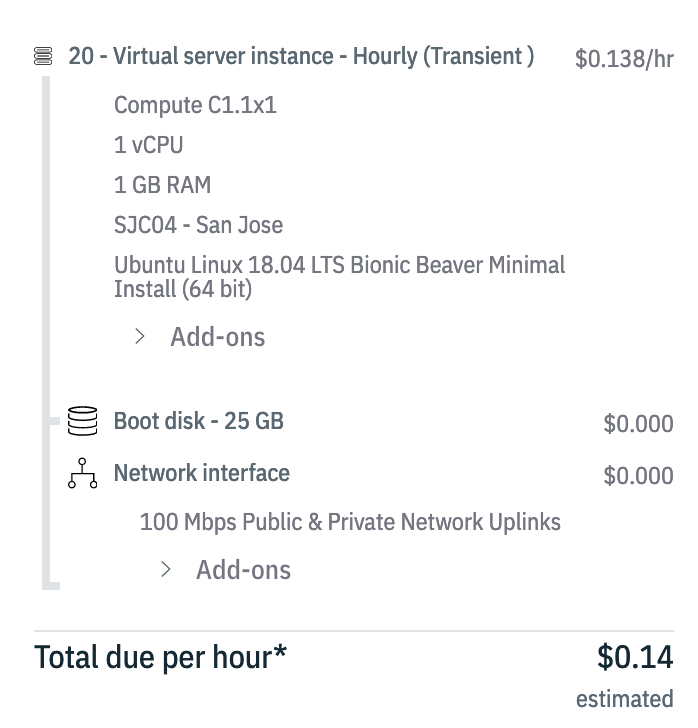 20 - Virtual server instance - Hourly (Transient ) $0.138/hr
Compute C1.1x1
1 vCPU
1 GB RAM
SJC04 - San Jose
Ubuntu Linux 18.04 LTS Bionic Beaver Minimal
Install (64 bit)
Add-ons
Boot disk - 25 GB $0.000
Network interface $0.000
100 Mbps Public & Private Network Uplinks
Add-ons
Total due per hour* $0.14
estimated